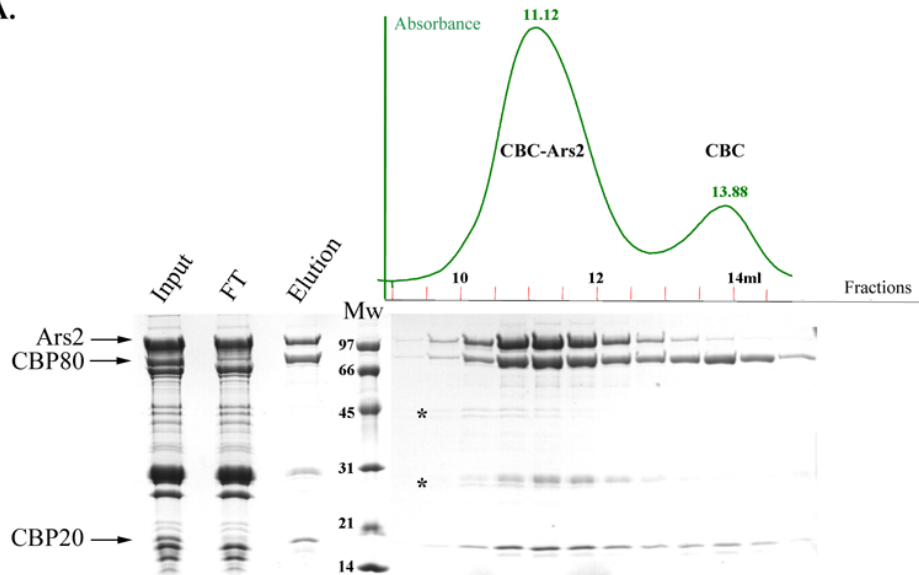 A.
Absorbance
11.12
CBC-Ars2
CBC
13.88
10
12
14ml
Fractions
Input
FT
Elution
Mw
Ars2
CBP80
CBP20
97
66
45
31
21
14
*
*